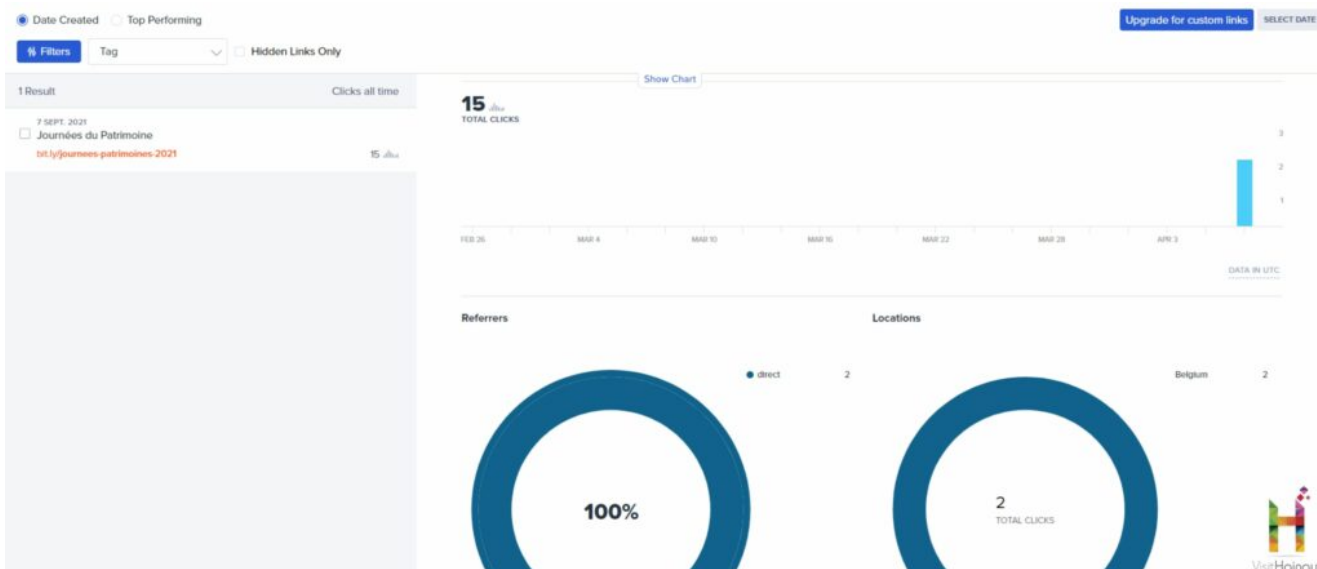 Date Created Top Performing
Upgrade for custom links SELECT DATE
Filters Tag Hidden Links Only
1 Result Clicks all time
Show Chart
7 SEPT. 2021
Journées du Patrimoine
bit.ly/journees-patrimoines-2021 15
15
TOTAL CLICKS
3
2
1
FEB 26 MAR 4 MAR 10 MAR 16 MAR 22 MAR 28 APR 3
DATA IN UTC
Referrers Locations
direct 2
Belgium 2
100%
2
TOTAL CLICKS